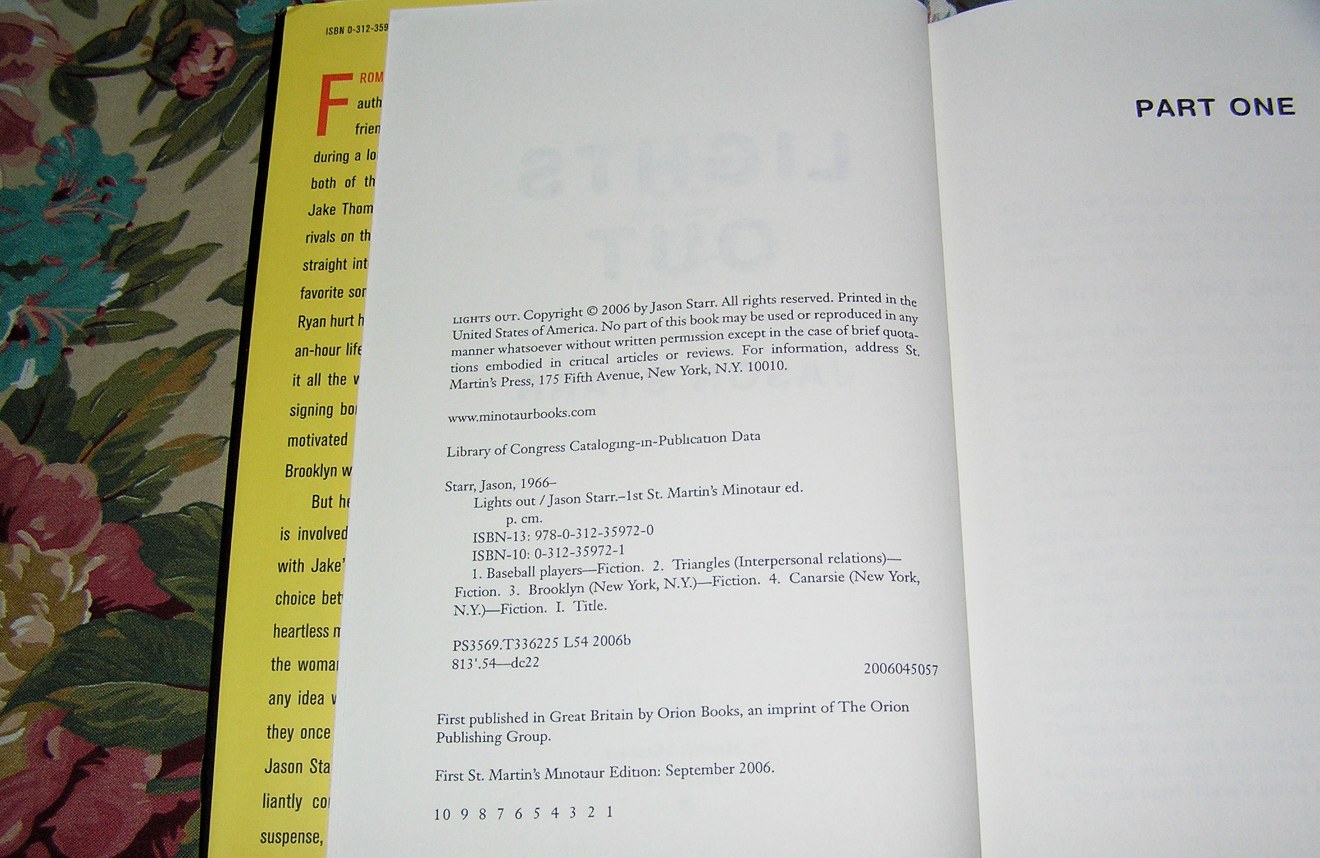 ISBN 0-312-359
FROM
auth
frien
during a lo
both of th
Jake Thom
rivals on th
straight int
favorite sor
Ryan hurt h
an-hour life
it all the w
signing bo
motivated
Brooklyn w
But he
is involved
with Jake'
choice bet
heartless m
the woma
any idea w
they once
Jason Sta
liantly co
suspense,
LIGHTS
OUT
LIGHTS OUT. Copyright © 2006 by Jason Starr. All rights reserved. Printed in the
United States of America. No part of this book may be used or reproduced in any
manner whatsoever without written permission except in the case of brief quota-
tions embodied in critical articles or reviews. For information, address St.
Martin's Press, 175 Fifth Avenue, New York, N.Y. 10010.
www.minotaurbooks.com
Library of Congress Cataloging-in-Publication Data
Starr, Jason, 1966–
Lights out / Jason Starr.–1st St. Martin's Minotaur ed.
p. cm.
ISBN-13: 978-0-312-35972-0
ISBN-10: 0-312-35972-1
1. Baseball players—Fiction. 2. Triangles (Interpersonal relations)—
Fiction. 3. Brooklyn (New York, N.Y.)—Fiction. 4. Canarsie (New York,
N.Y.)—Fiction. I. Title.
PS3569.T336225 L54 2006b
813'.54—dc22
2006045057
First published in Great Britain by Orion Books, an imprint of The Orion
Publishing Group.
First St. Martin's Minotaur Edition: September 2006.
10 9 8 7 6 5 4 3 2 1
PART ONE